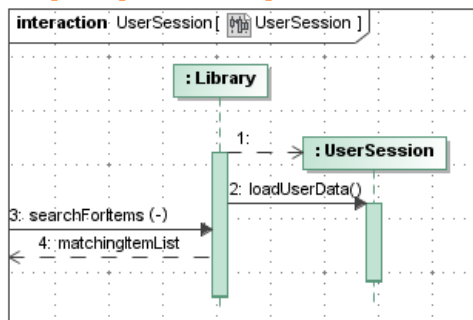 interaction UserSession[ UserSession ]
: Library
1:
: UserSession
2: loadUserData()
3: searchForItems (-)
4: matchingItemList